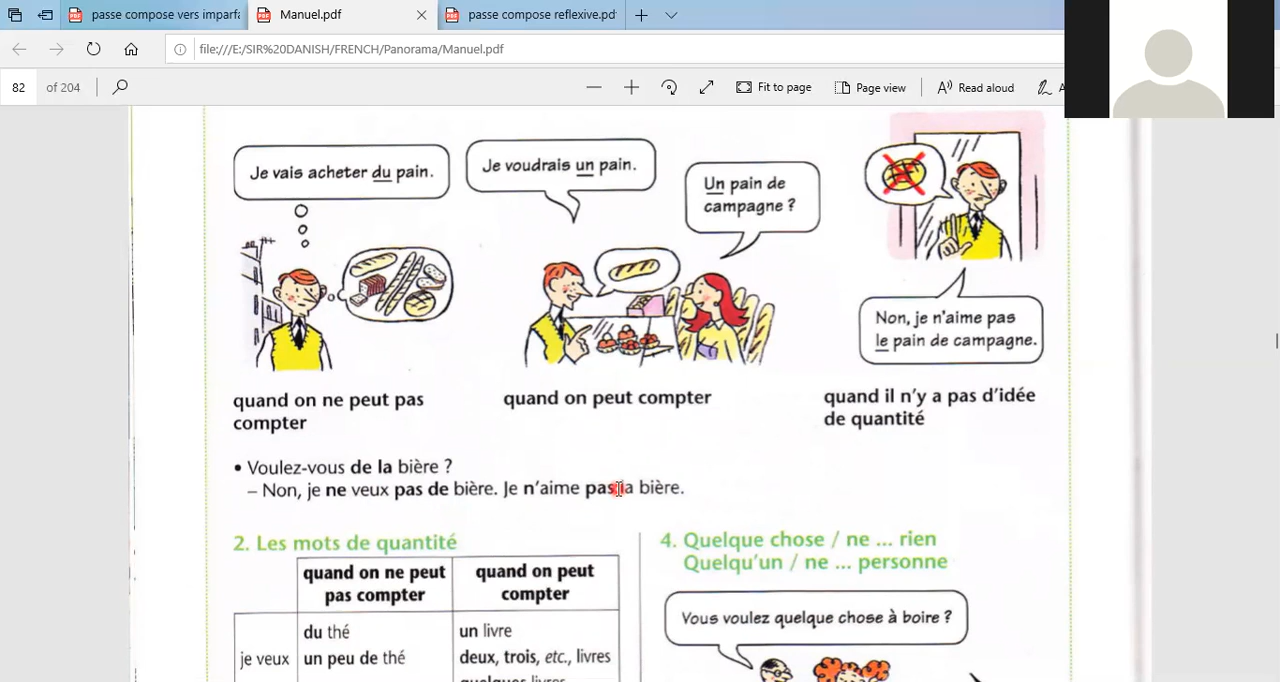 passe compose vers imparfa
Manuel.pdf
passe compose reflexive.pd
file:///E:/SIR%20DANISH/FRENCH/Panorama/Manuel.pdf
82 of 204
Fit to page
Page view
Read aloud
Je vais acheter du pain.
Je voudrais un pain.
Un pain de
campagne ?
Non, je n'aime pas
le pain de campagne.
quand on ne peut pas
compter
quand on peut compter
quand il n'y a pas d'idée
de quantité
• Voulez-vous de la bière ?
– Non, je ne veux pas de bière. Je n'aime pas la bière.
2. Les mots de quantité
quand on ne peut
pas compter
quand on peut
compter
je veux
du thé
un peu de thé
un livre
deux, trois, etc., livres
quelques livres
4. Quelque chose / ne ... rien
Quelqu'un / ne ... personne
Vous voulez quelque chose à boire ?